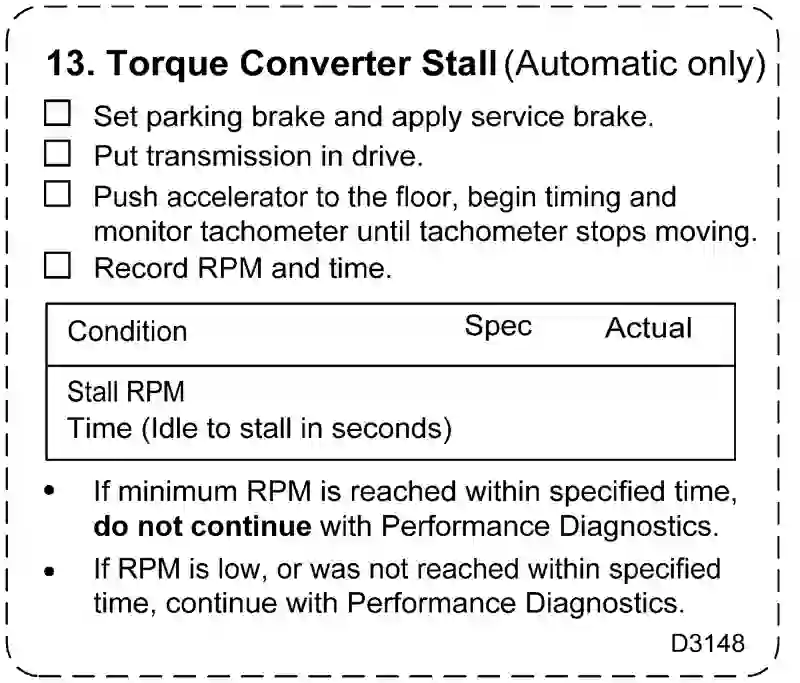 13. Torque Converter Stall (Automatic only)
Set parking brake and apply service brake.
Put transmission in drive.
Push accelerator to the floor, begin timing and
monitor tachometer until tachometer stops moving.
Record RPM and time.
Condition Spec Actual
Stall RPM
Time (Idle to stall in seconds)
• If minimum RPM is reached within specified time,
do not continue with Performance Diagnostics.
• If RPM is low, or was not reached within specified
time, continue with Performance Diagnostics.
D3148